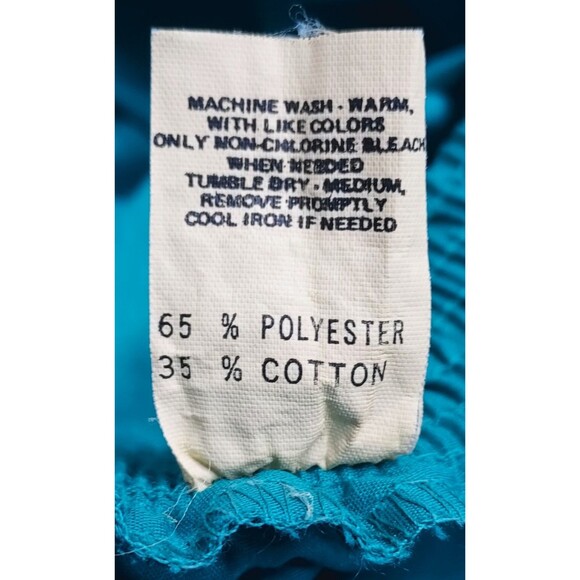 MACHINE WASH - WARM,
WITH LIKE COLORS
ONLY NON-CHLORINE BLEACH
WHEN NEEDED
TUMBLE DRY - MEDIUM,
REMOVE PROMPTLY
COOL IRON IF NEEDED
65 % POLYESTER
35 % COTTON